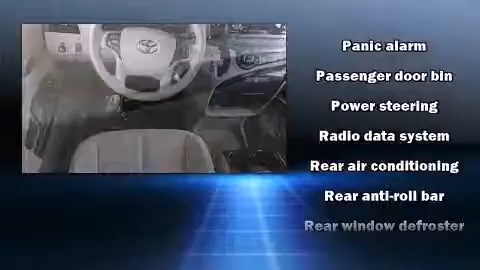 Panic alarm
Passenger door bin
Power steering
Radio data system
Rear air conditioning
Rear anti-roll bar
Rear window defroster